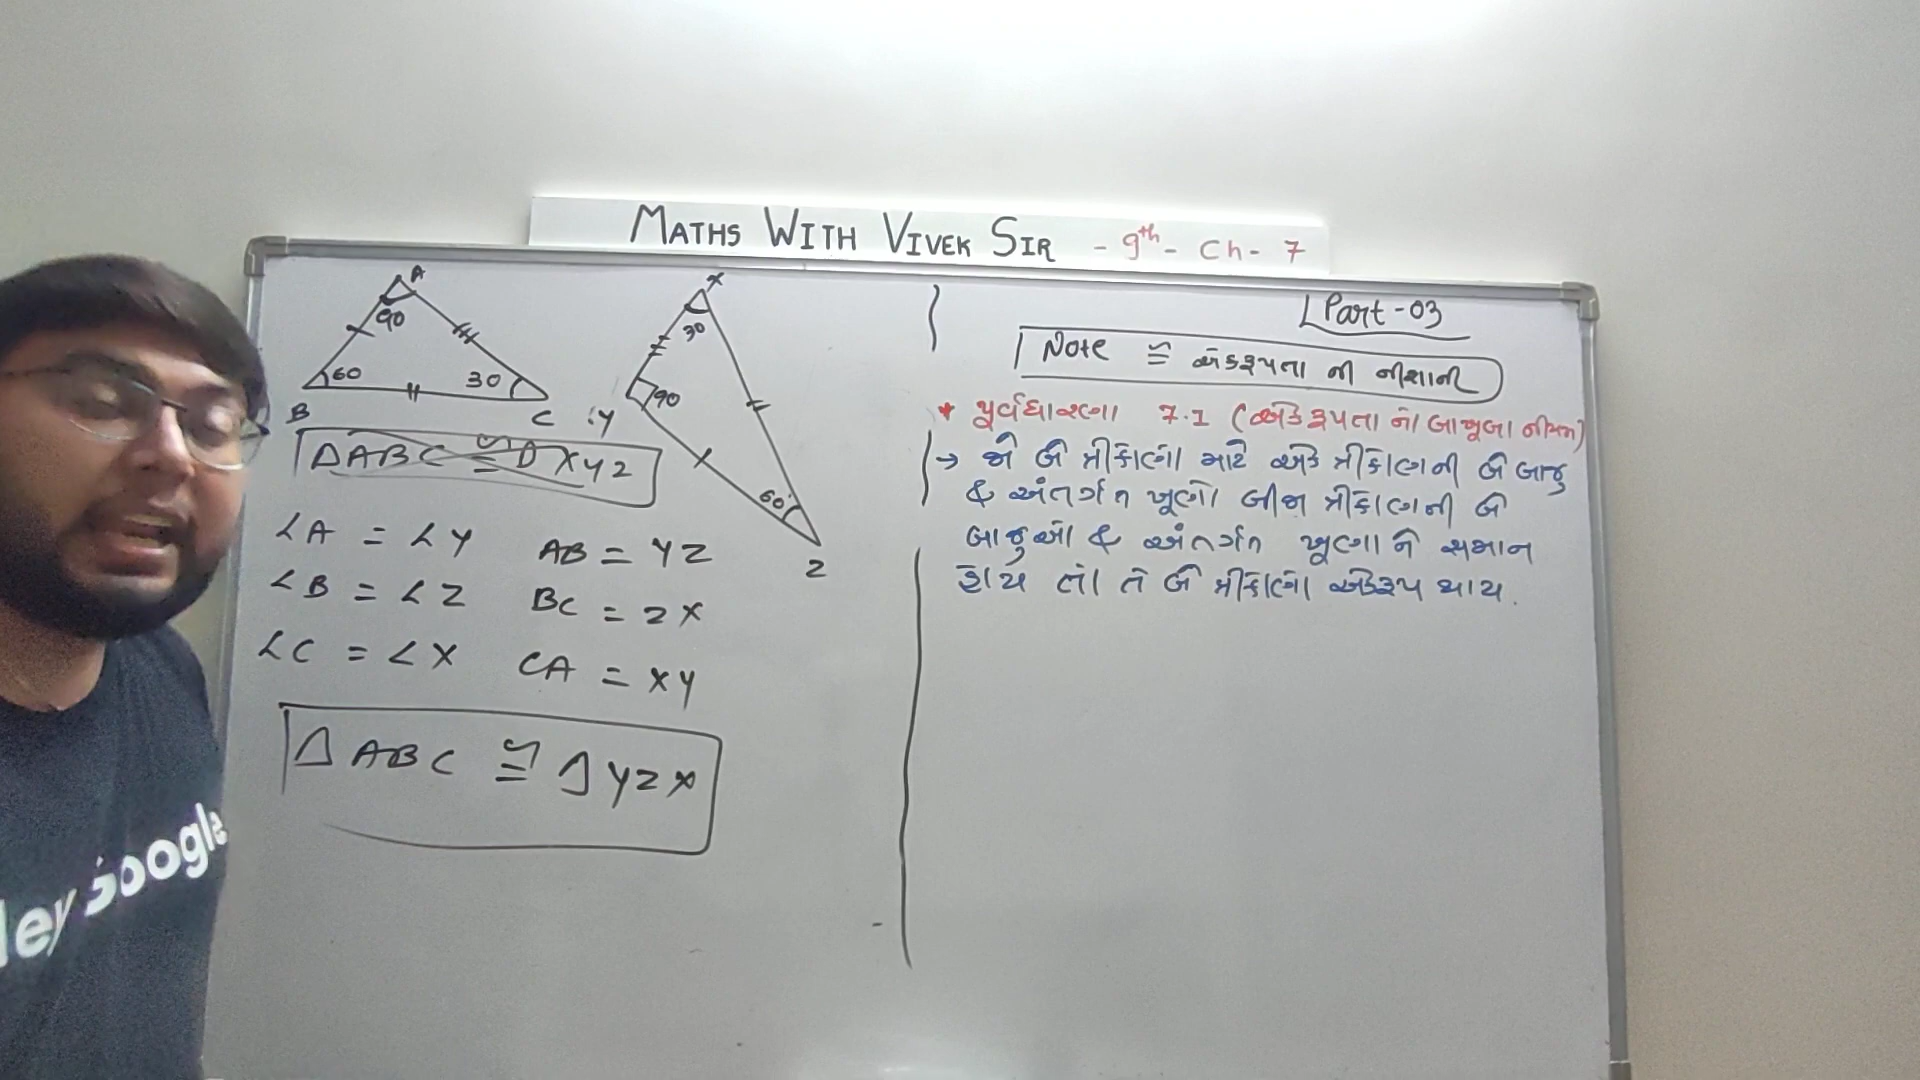 MATHS WITH VIVEK SIR - 9th - Ch - 7
A
90
B 60 30 C
X
30
Y 90
60
Z
ΔABC ≅ ΔXYZ
∠A = ∠Y AB = YZ
∠B = ∠Z BC = ZX
∠C = ∠X CA = XY
ΔABC ≅ ΔYZX
Part - 03
Note ≅ એકરૂપતા ની નીશાની
* પૂર્વધારણા 7.1 (એકરૂપતા નો બાખૂબા નીયમ)
→ જો બે ત્રીકોણો માટે એક ત્રીકોણની બે બાજુ
& અંતર્ગત ખૂણો બીજા ત્રીકોણની બે
બાજુઓ & અંતર્ગત ખૂણાને સમાન
હોય તો તે બે ત્રીકોણો એકરૂપ થાય.
ley Google